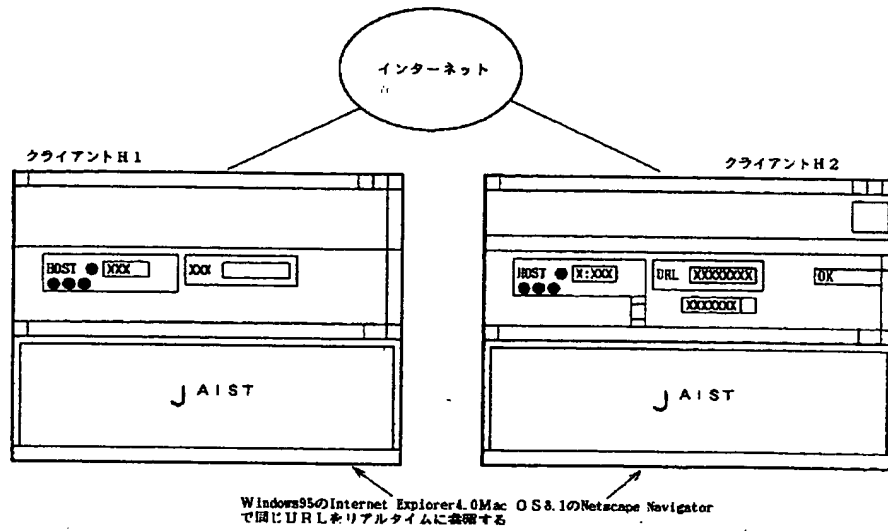 インターネット
クライアントH1
クライアントH2
HOST XXX
XXX
HOST X:XXX
URL XXXXXXXX
OK
XXXXXXX
JAIST
JAIST
Windows95のInternet Explorer4.0Mac OS8.1のNetscape Navigator
で同じURLをリアルタイムに参照する